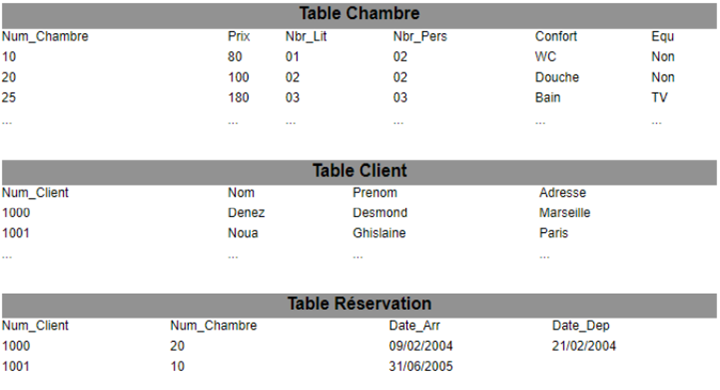 Table Chambre
Num_Chambre Prix Nbr_Lit Nbr_Pers Confort Equ
10 80 01 02 WC Non
20 100 02 02 Douche Non
25 180 03 03 Bain TV
... ... ... ... ... ...
Table Client
Num_Client Nom Prenom Adresse
1000 Denez Desmond Marseille
1001 Noua Ghislaine Paris
... ... ... ...
Table Réservation
Num_Client Num_Chambre Date_Arr Date_Dep
1000 20 09/02/2004 21/02/2004
1001 10 31/06/2005